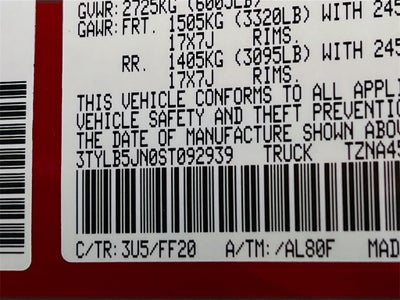 GVWR: 2725KG (6005LB)
GAWR: FRT. 1505KG (3320LB) WITH 245
17X7J RIMS.
RR. 1405KG (3095LB) WITH 245
17X7J RIMS.
THIS VEHICLE CONFORMS TO ALL APPLI
VEHICLE SAFETY AND THEFT PREVENTIO
THE DATE OF MANUFACTURE SHOWN ABOV
3TYLB5JN0ST092939 TRUCK TZNA45
C/TR: 3U5/FF20 A/TM: /AL80F MAD